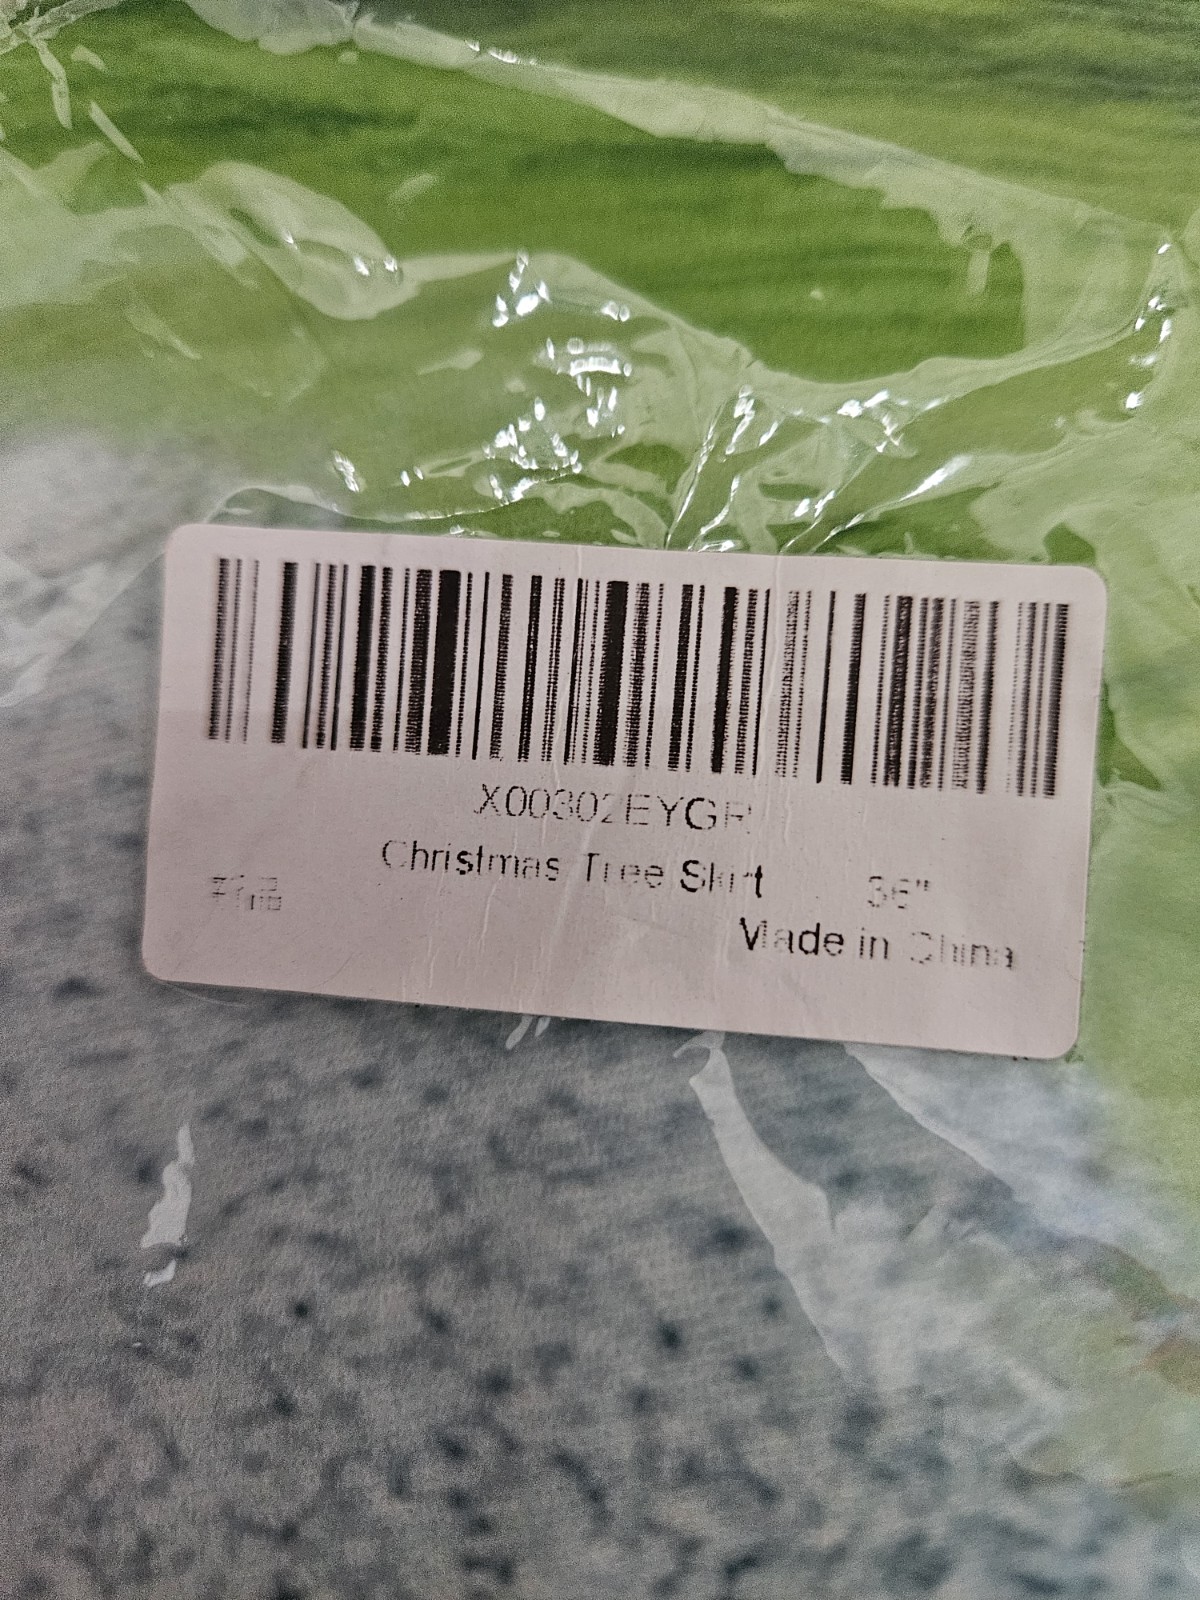 X00302EYGR
Christmas Tree Skirt 36"
Made in China